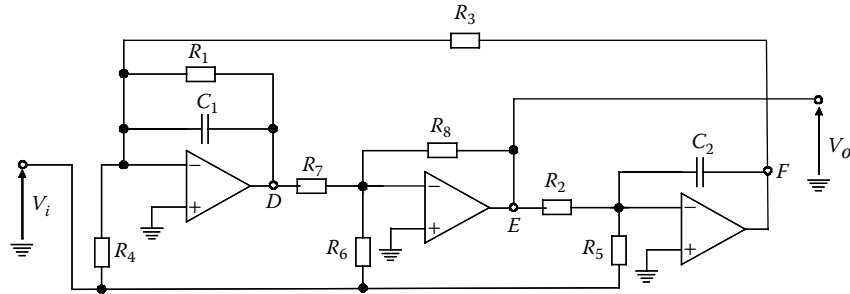 R3
R1
C1
R8
R7
C2
Vo
R2
F
Vi
−
+
D
−
+
E
−
+
R4
R6
R5